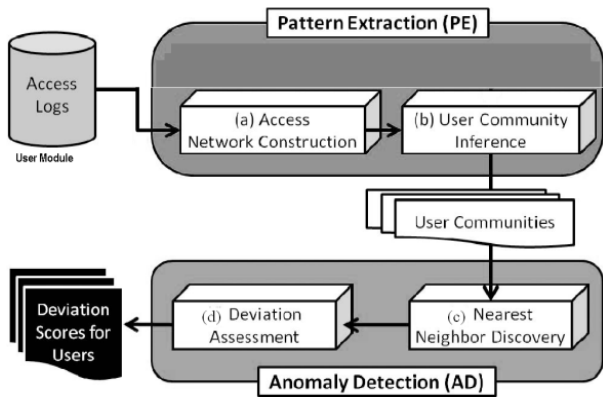 Pattern Extraction (PE)
Access
Logs
User Module
(a) Access
Network Construction
(b) User Community
Inference
User Communities
Deviation
Scores for
Users
(d) Deviation
Assessment
(c) Nearest
Neighbor Discovery
Anomaly Detection (AD)